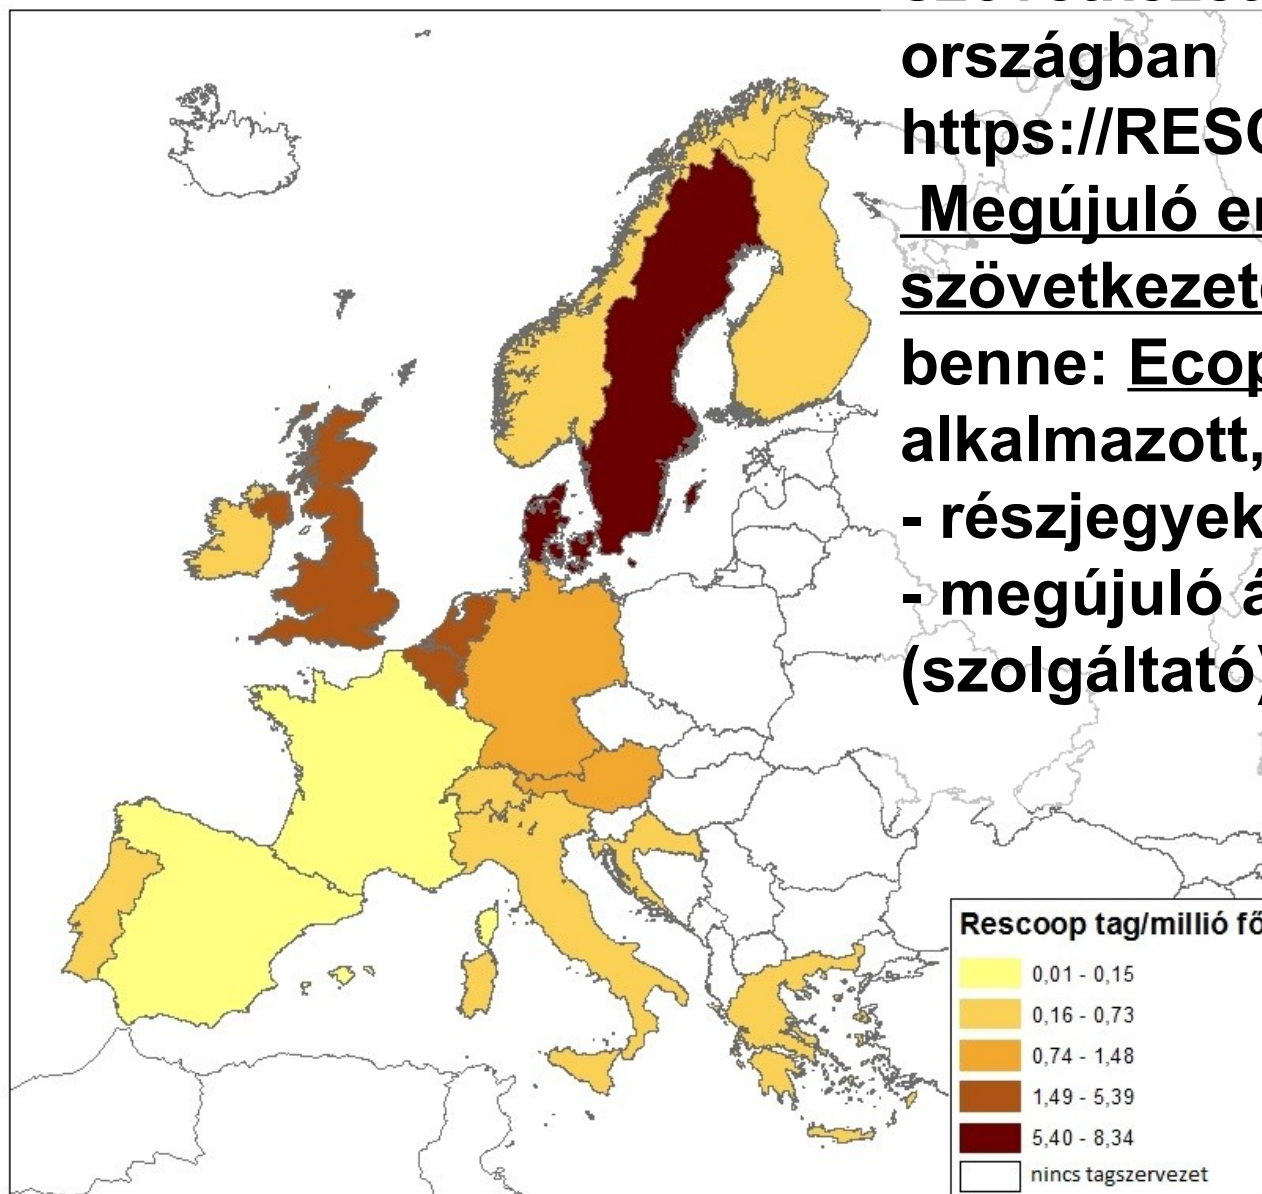 országban
https://RESC
Megújuló
szövetkezet
benne: Ecop
alkalmazott,
- részjegyek
- megújuló á
(szolgáltató)
Rescoop tag/millió fő
0,01 - 0,15
0,16 - 0,73
0,74 - 1,48
1,49 - 5,39
5,40 - 8,34
nincs tagszervezet